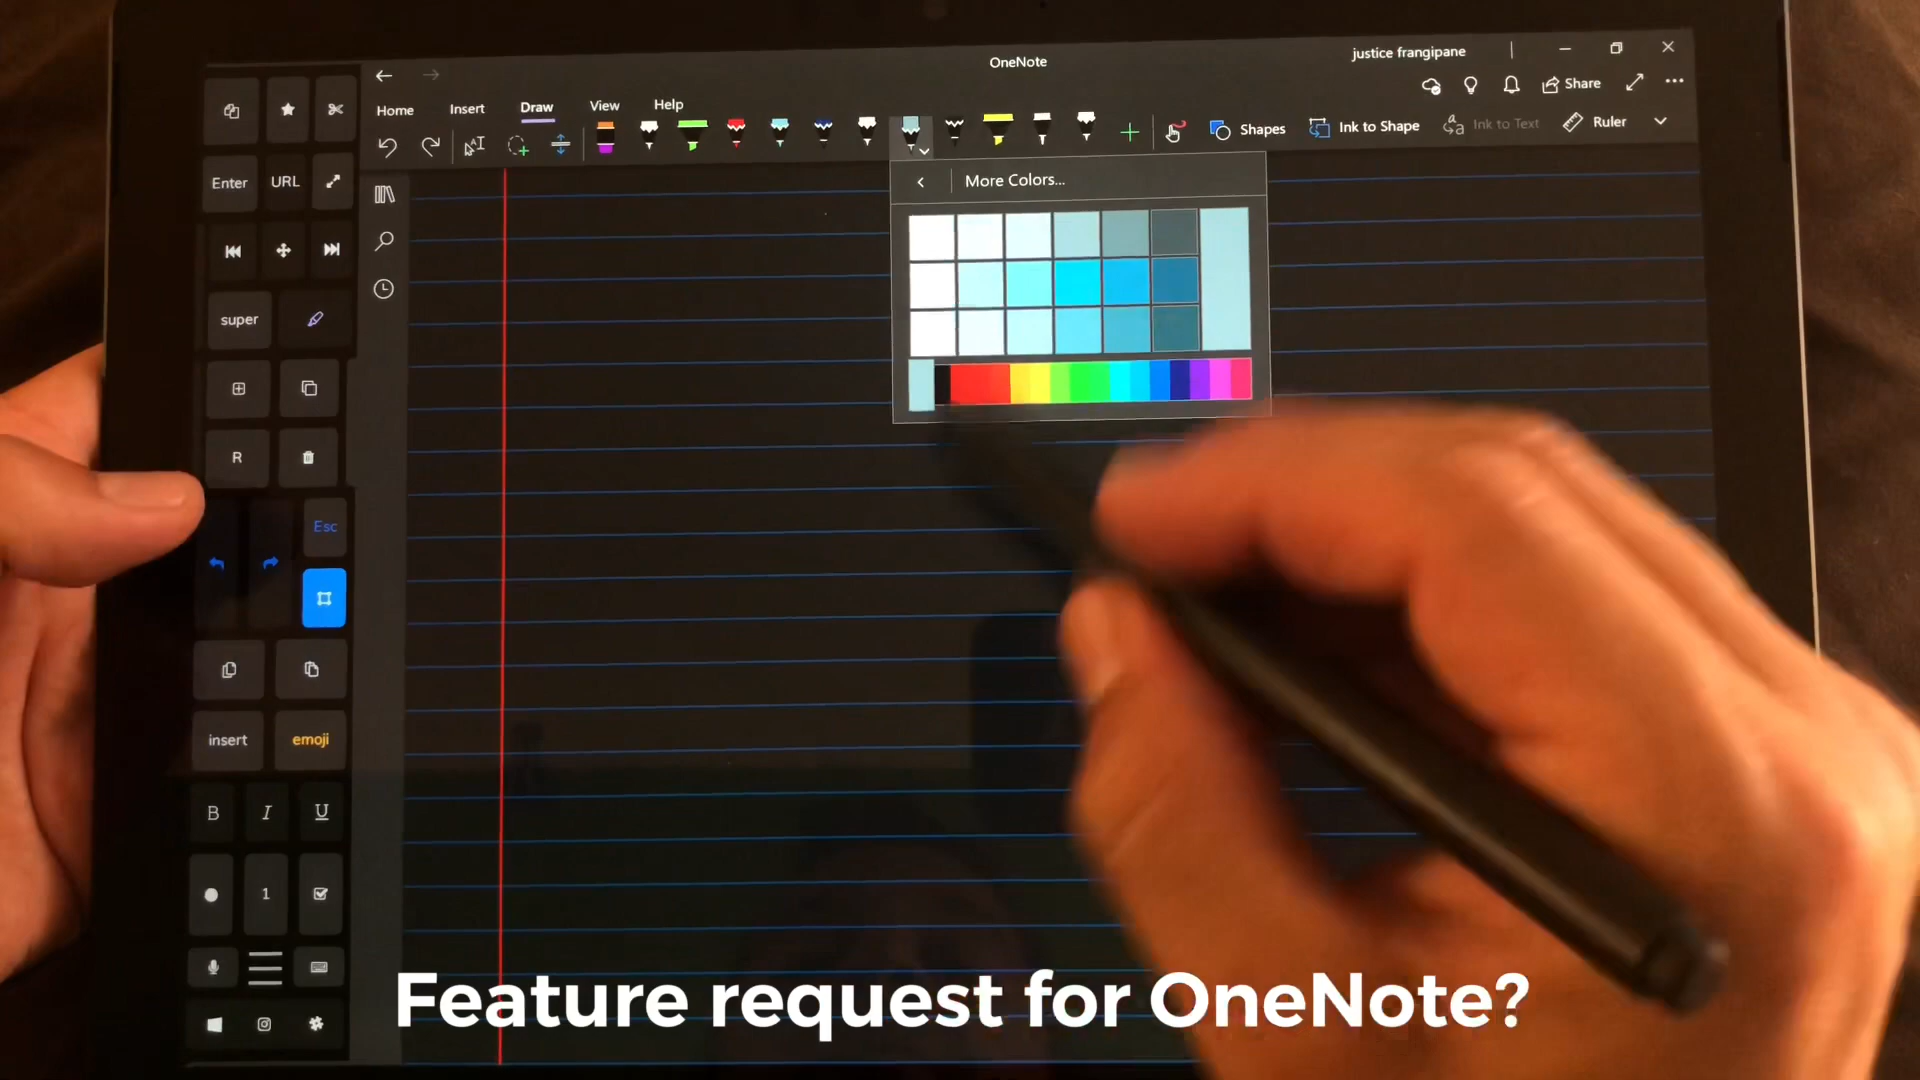 OneNote
justice frangipane
Home Insert Draw View Help
Share
Shapes
Ink to Shape
Ink to Text
Ruler
More Colors...
Enter URL
super
R
Esc
insert emoji
B I U
1
Feature request for OneNote?